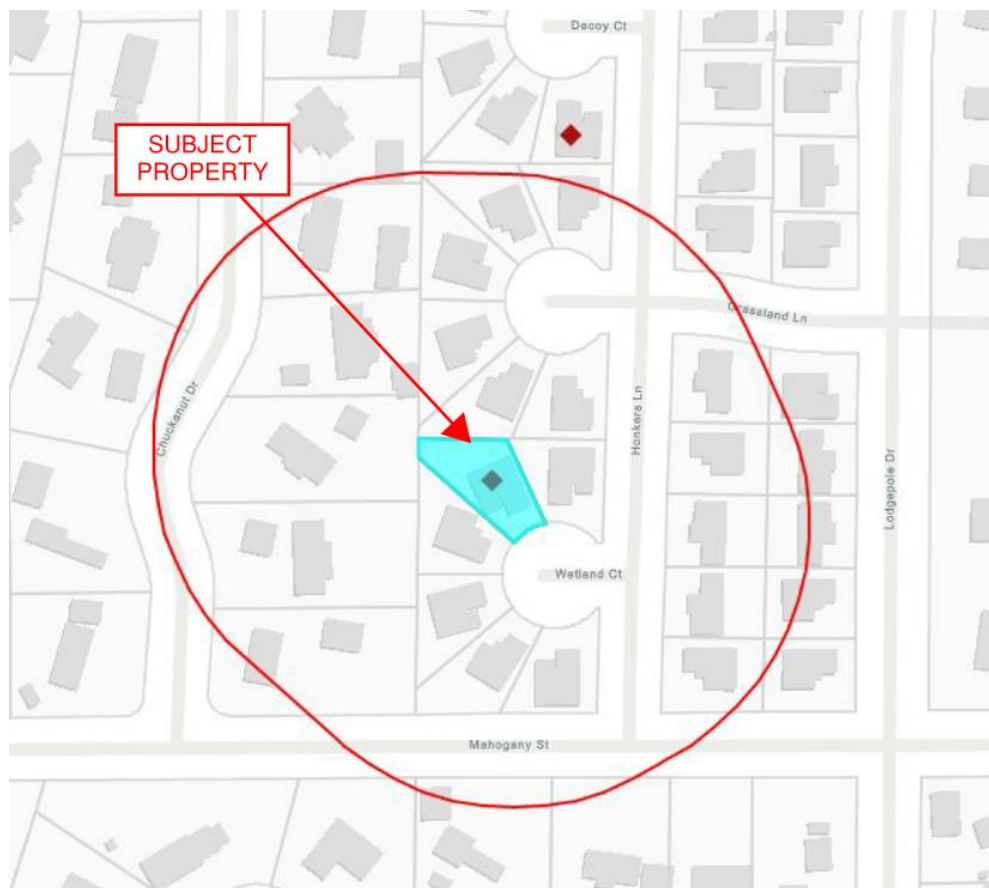 Decoy Ct
SUBJECT
PROPERTY
Grassland Ln
Chuckanut Dr
Honkers Ln
Lodgepole Dr
Wetland Ct
Mahogany St